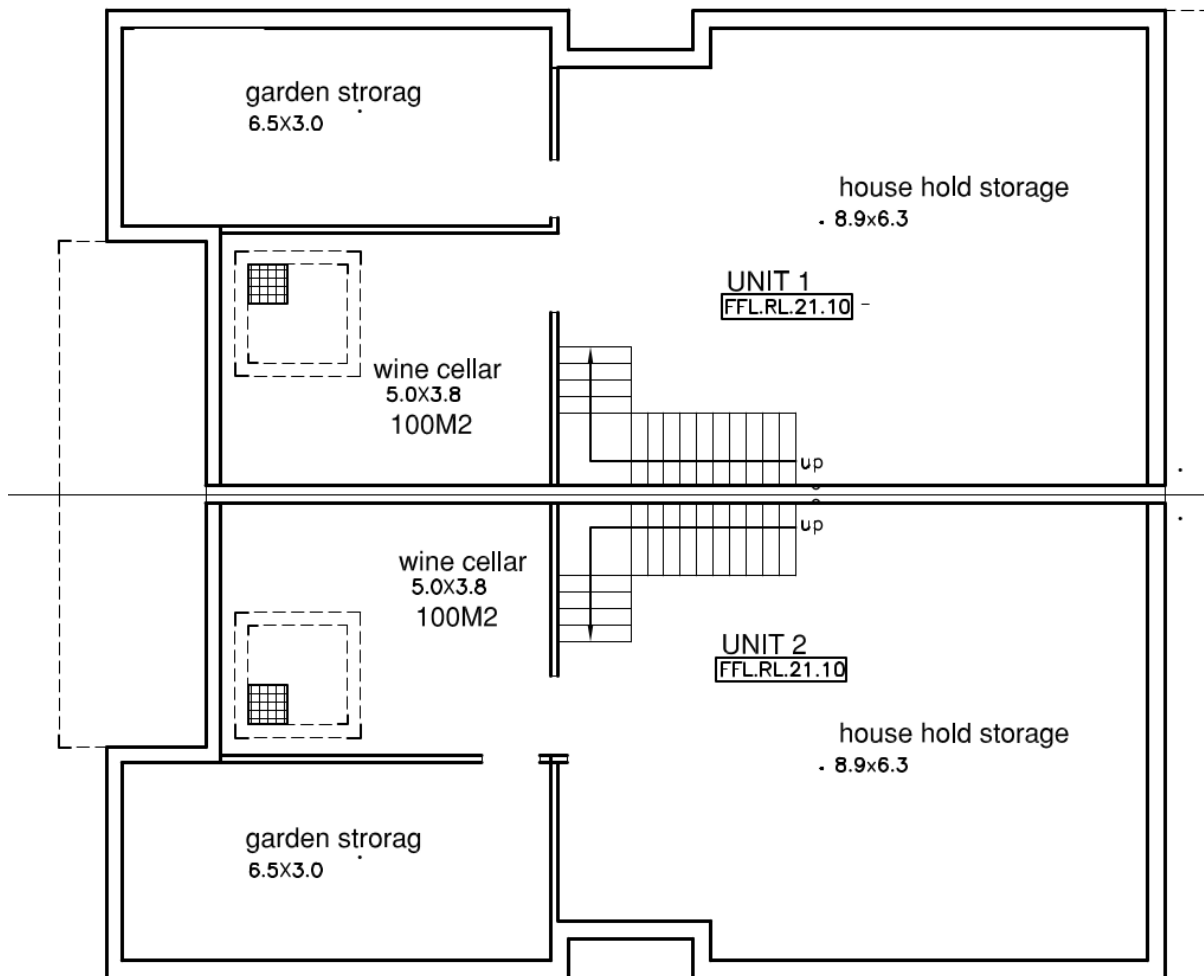 garden strorag
6.5X3.0
house hold storage
8.9x6.3
UNIT 1
FFL.RL.21.10
wine cellar
5.0X3.8
100M2
up
up
wine cellar
5.0X3.8
100M2
UNIT 2
FFL.RL.21.10
house hold storage
8.9x6.3
garden strorag
6.5X3.0